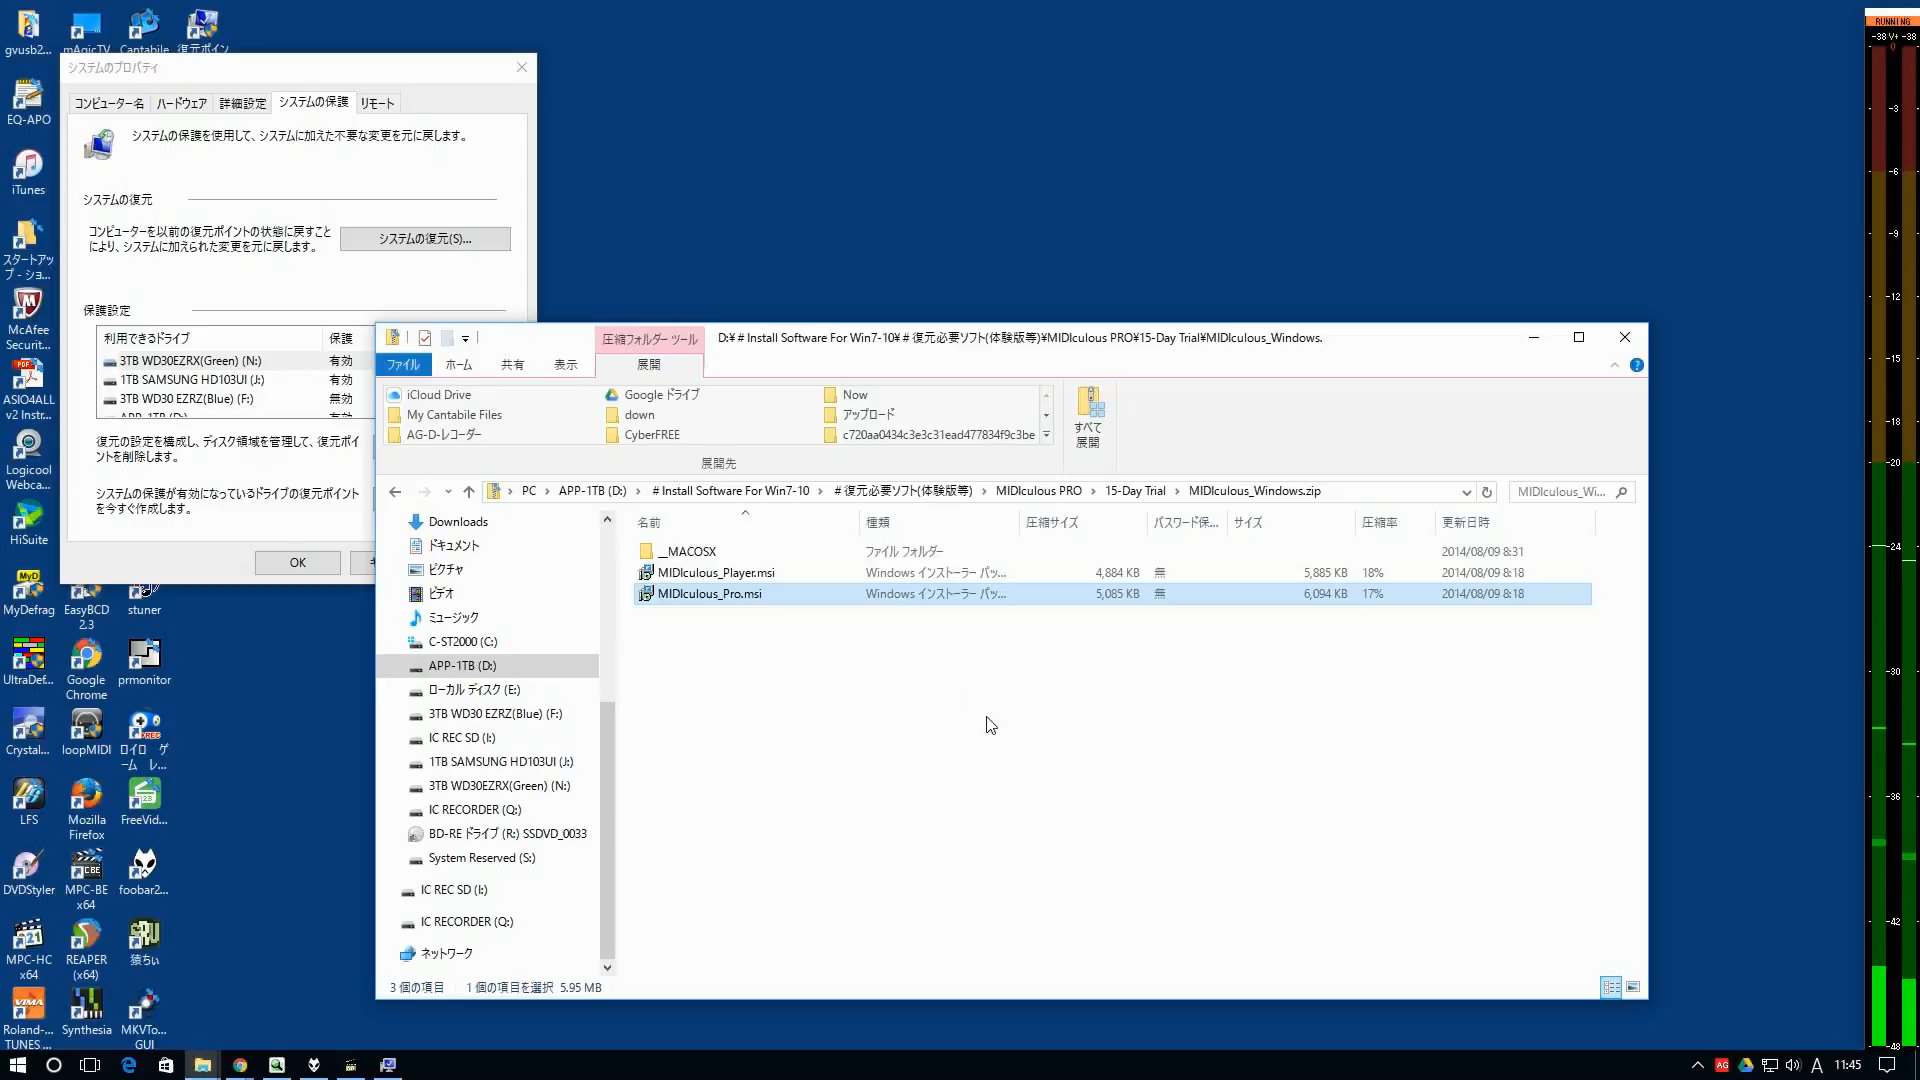 gvusb2...
mAgicTV
Cantabile
復元ポイン
EQ-APO
iTunes
スタートアッ
プ - ショ...
McAfee
Securit...
ASIO4ALL
v2 Instr...
Logicool
Webca...
HiSuite
MyDefrag
EasyBCD
2.3
stuner
UltraDef...
Google
Chrome
prmonitor
Crystal...
loopMIDI
ロイロ ゲ
ーム レ...
LFS
Mozilla
Firefox
FreeVid...
DVDStyler
MPC-BE
x64
foobar2...
MPC-HC
x64
REAPER
(x64)
猿ちぃ
Roland-...
TUNES ...
Synthesia
MKVTo...
GUI
システムのプロパティ
コンピューター名
ハードウェア
詳細設定
システムの保護
リモート
システムの保護を使用して、システムに加えた不要な変更を元に戻します。
システムの復元
コンピューターを以前の復元ポイントの状態に戻すこと
により、システムに加えられた変更を元に戻します。
システムの復元(S)...
保護設定
利用できるドライブ 保護
3TB WD30EZRX(Green) (N:) 有効
1TB SAMSUNG HD103UI (J:) 有効
3TB WD30 EZRZ(Blue) (F:) 無効
APP-1TB (D:) 有効
復元の設定を構成し、ディスク領域を管理して、復元ポイ
ントを削除します。
システムの保護が有効になっているドライブの復元ポイント
を今すぐ作成します。
OK
圧縮フォルダー ツール
D:¥# Install Software For Win7-10¥# 復元必要ソフト(体験版等)¥MIDIculous PRO¥15-Day Trial¥MIDIculous_Windows.
ファイル
ホーム
共有
表示
展開
iCloud Drive
Google ドライブ
Now
My Cantabile Files
down
アップロード
AG-D-レコーダー
CyberFREE
c720aa0434c3e3c31ead477834f9c3be
すべて
展開
展開先
PC › APP-1TB (D:) › # Install Software For Win7-10 › # 復元必要ソフト(体験版等) › MIDIculous PRO › 15-Day Trial › MIDIculous_Windows.zip
MIDIculous_Wi...
名前 種類 圧縮サイズ パスワード保... サイズ 圧縮率 更新日時
__MACOSX ファイル フォルダー 2014/08/09 8:31
MIDIculous_Player.msi Windows インストーラー パッ... 4,884 KB 無 5,885 KB 18% 2014/08/09 8:18
MIDIculous_Pro.msi Windows インストーラー パッ... 5,085 KB 無 6,094 KB 17% 2014/08/09 8:18
Downloads
ドキュメント
ピクチャ
ビデオ
ミュージック
C-ST2000 (C:)
APP-1TB (D:)
ローカル ディスク (E:)
3TB WD30 EZRZ(Blue) (F:)
IC REC SD (I:)
1TB SAMSUNG HD103UI (J:)
3TB WD30EZRX(Green) (N:)
IC RECORDER (Q:)
BD-RE ドライブ (R:) SSDVD_0033
System Reserved (S:)
IC REC SD (I:)
IC RECORDER (Q:)
ネットワーク
3 個の項目 1 個の項目を選択 5.95 MB
RUNNING
-38 V+ -38
0
-3
-6
-9
-12
-15
-18
-20
-24
-30
-36
-42
-48
A
11:45